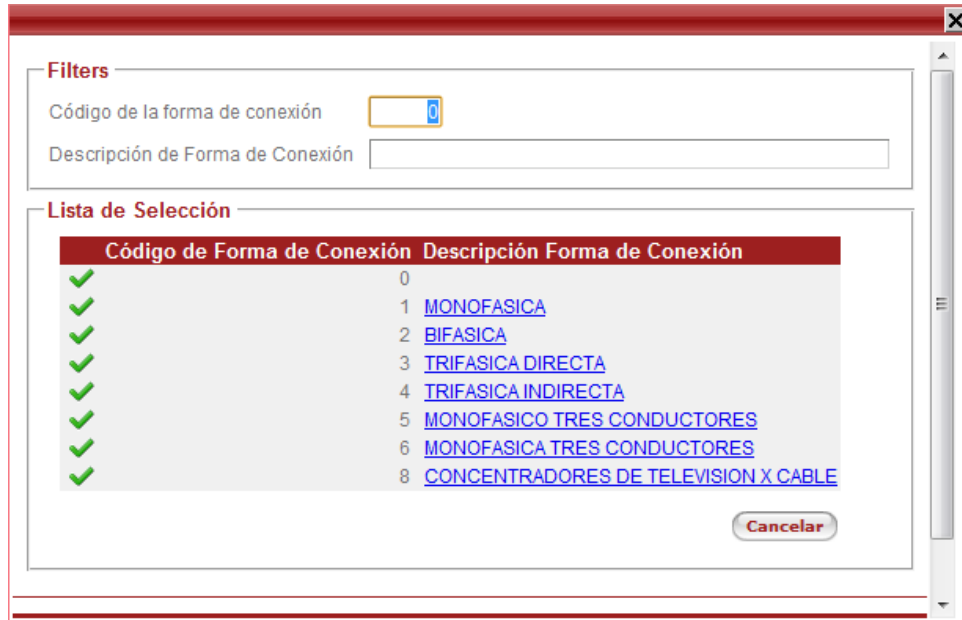 Filters
Código de la forma de conexión 0
Descripción de Forma de Conexión
Lista de Selección
Código de Forma de Conexión Descripción Forma de Conexión
0
1 MONOFASICA
2 BIFASICA
3 TRIFASICA DIRECTA
4 TRIFASICA INDIRECTA
5 MONOFASICO TRES CONDUCTORES
6 MONOFASICA TRES CONDUCTORES
8 CONCENTRADORES DE TELEVISION X CABLE
Cancelar